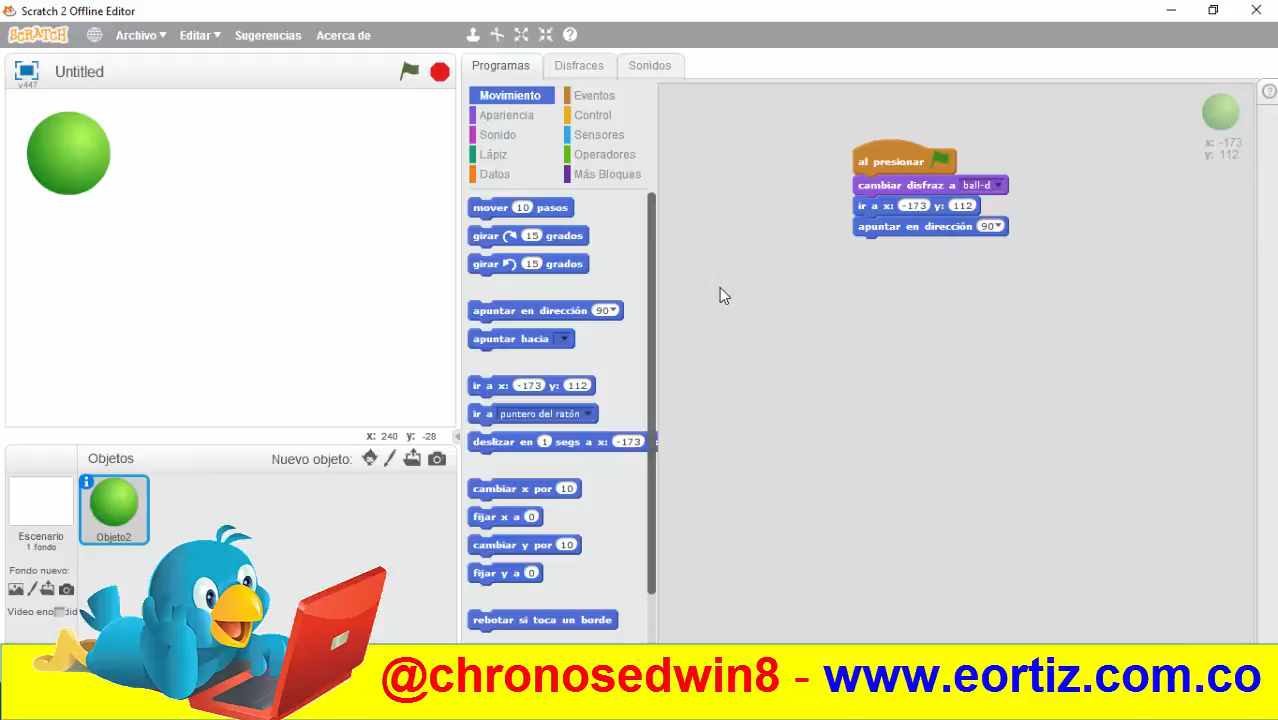 Scratch 2 Offline Editor
SCRATCH Archivo Editar Sugerencias Acerca de
Untitled
v447
x: 240 y: -28
Objetos Nuevo objeto:
Escenario
1 fondo
Objeto2
Fondo nuevo:
Programas Disfraces Sonidos
Movimiento Eventos
Apariencia Control
Sonido Sensores
Lápiz Operadores
Datos Más Bloques
mover 10 pasos
girar 15 grados
girar 15 grados
apuntar en dirección 90
apuntar hacia
ir a x: -173 y: 112
ir a puntero del ratón
deslizar en 1 segs a x: -173
cambiar x por 10
fijar x a 0
cambiar y por 10
fijar y a 0
rebotar si toca un borde
al presionar
cambiar disfraz a ball-d
ir a x: -173 y: 112
apuntar en dirección 90
x: -173
y: 112
@chronosedwin8 - www.eortiz.com.co